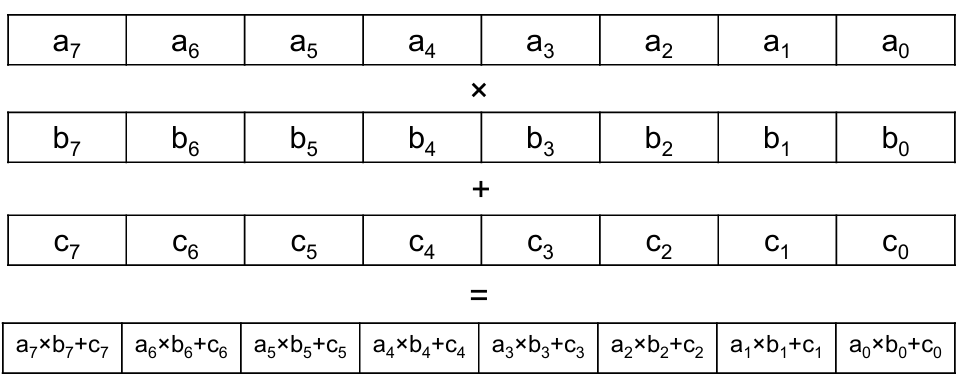 a₇ a₆ a₅ a₄ a₃ a₂ a₁ a₀
×
b₇ b₆ b₅ b₄ b₃ b₂ b₁ b₀
+
c₇ c₆ c₅ c₄ c₃ c₂ c₁ c₀
=
a₇×b₇+c₇ a₆×b₆+c₆ a₅×b₅+c₅ a₄×b₄+c₄ a₃×b₃+c₃ a₂×b₂+c₂ a₁×b₁+c₁ a₀×b₀+c₀